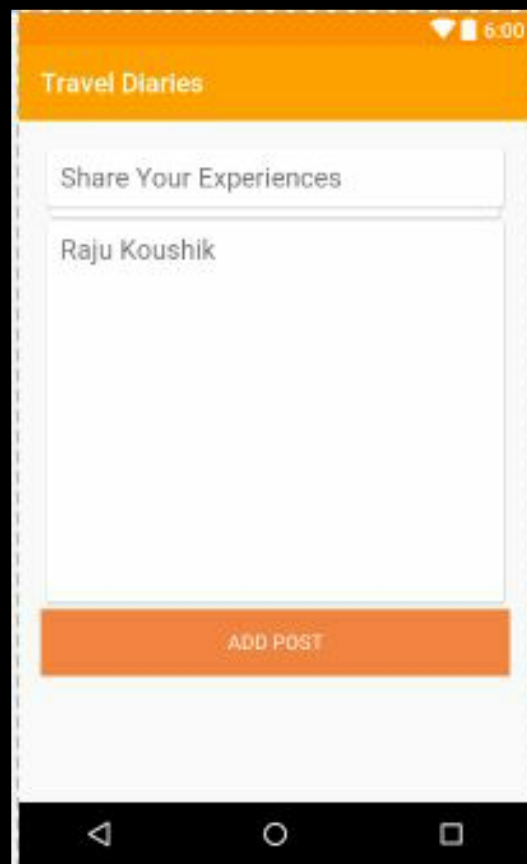 6:00
Travel Diaries
Share Your Experiences
Raju Koushik
ADD POST